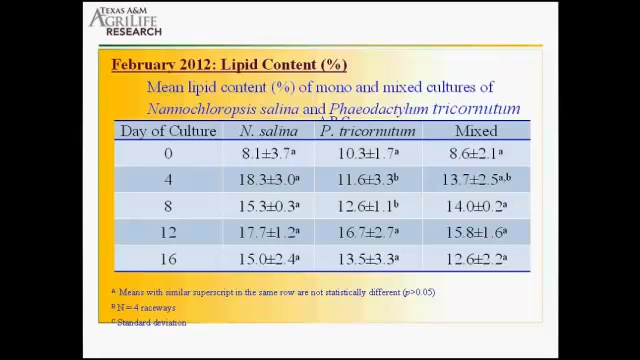 TEXAS A&M
AGRILIFE
RESEARCH
February 2012: Lipid Content (%)
Mean lipid content (%) of mono and mixed cultures of
Nannochloropsis salina and Phaeodactylum tricornutum
A,B,C
Day of Culture N. salina P. tricornutum Mixed
0 8.1±3.7ᵃ 10.3±1.7ᵃ 8.6±2.1ᵃ
4 18.3±3.0ᵃ 11.6±3.3ᵇ 13.7±2.5ᵃ,ᵇ
8 15.3±0.3ᵃ 12.6±1.1ᵇ 14.0±0.2ᵃ
12 17.7±1.2ᵃ 16.7±2.7ᵃ 15.8±1.6ᵃ
16 15.0±2.4ᵃ 13.5±3.3ᵃ 12.6±2.2ᵃ
ᴬ Means with similar superscript in the same row are not statistically different (p>0.05)
ᴮ N = 4 raceways
C Standard deviation